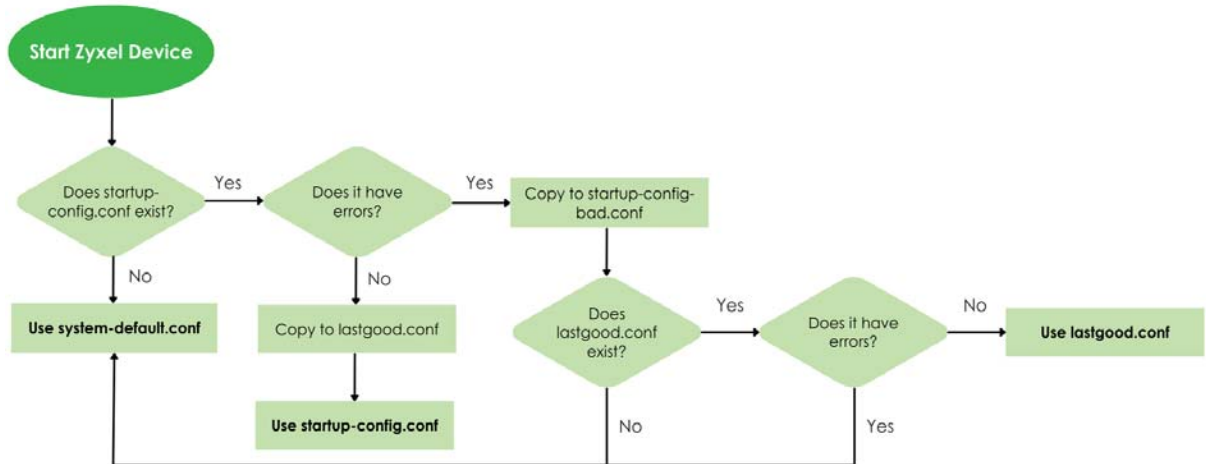 Start Zyxel Device
Does startup-
config.conf exist?
Yes
Does it have
errors?
Yes
Copy to startup-config-
bad.conf
No
Use system-default.conf
No
Copy to lastgood.conf
Use startup-config.conf
Does
lastgood.conf
exist?
Yes
Does it have
errors?
No
Use lastgood.conf
No
Yes